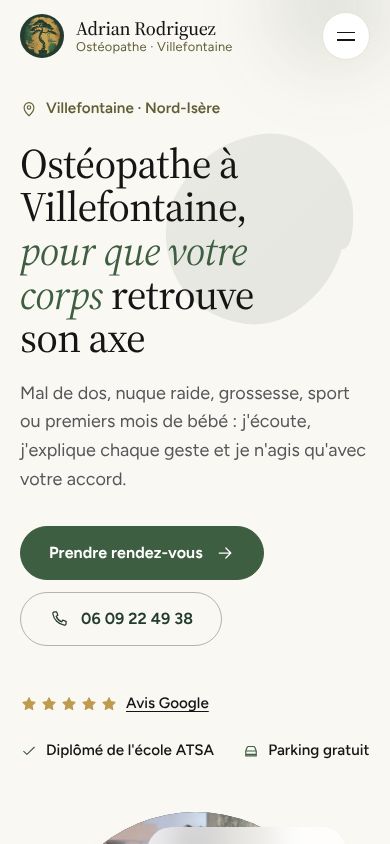 Adrian Rodriguez
Ostéopathe · Villefontaine
Villefontaine · Nord-Isère
Ostéopathe à
Villefontaine,
pour que votre
corps retrouve
son axe
Mal de dos, nuque raide, grossesse, sport
ou premiers mois de bébé : j'écoute,
j'explique chaque geste et je n'agis qu'avec
votre accord.
Prendre rendez-vous
06 09 22 49 38
Avis Google
Diplômé de l'école ATSA Parking gratuit